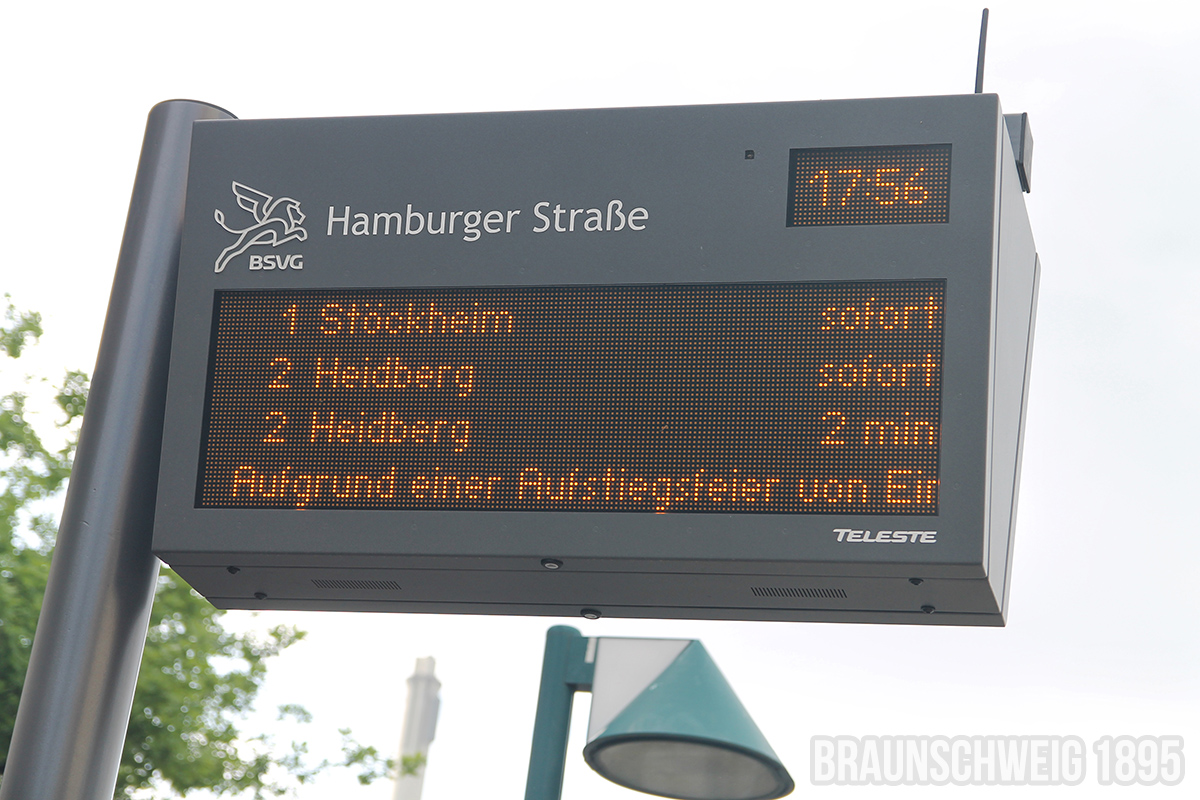 17:56
Hamburger Straße
BSVG
1 Stöckheim sofort
2 Heidberg sofort
2 Heidberg 2 min
Aufgrund einer Aufstiegsfeier von Ein
TELESTE
BRAUNSCHWEIG 1895